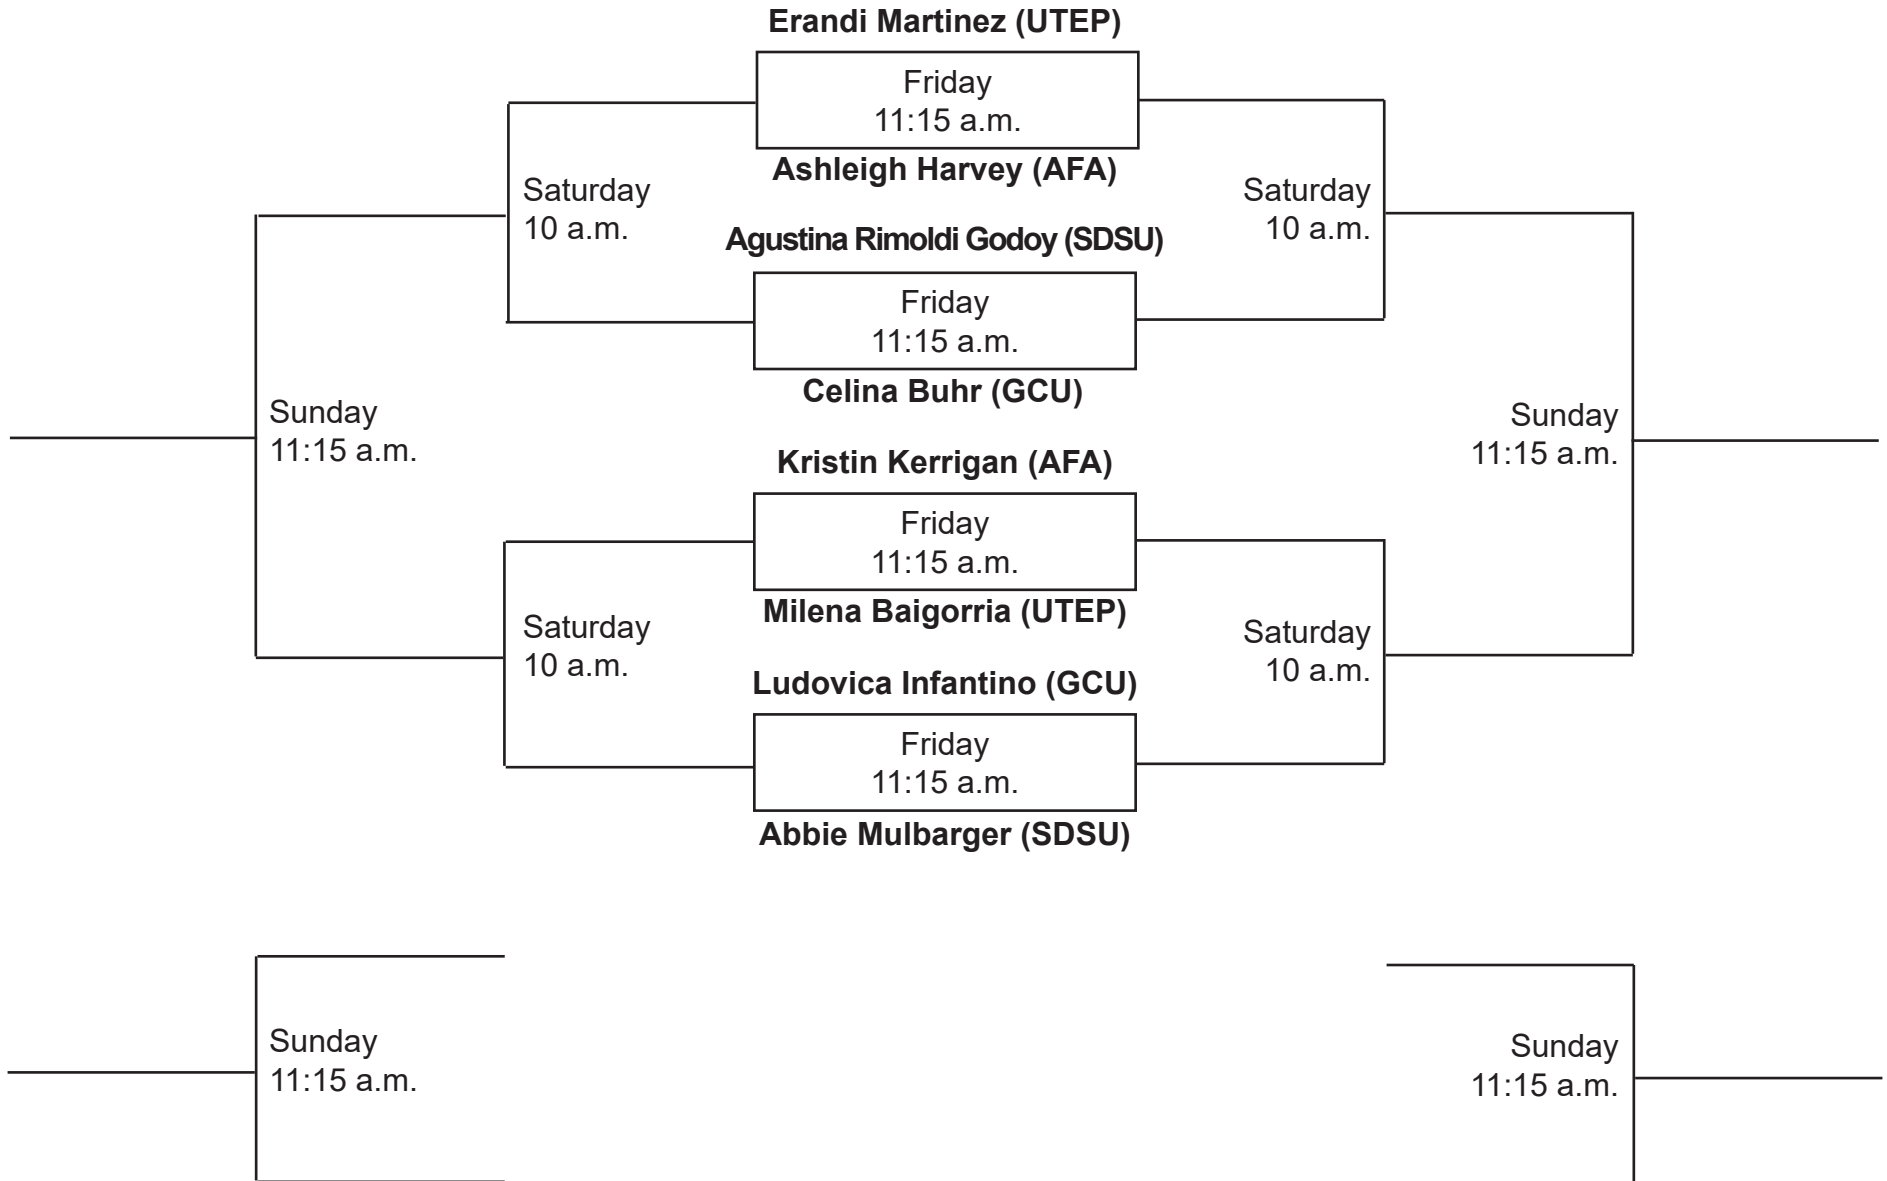 Erandi Martinez (UTEP)
Friday
11:15 a.m.
Ashleigh Harvey (AFA)
Saturday
10 a.m.
Saturday
10 a.m.
Agustina Rimoldi Godoy (SDSU)
Friday
11:15 a.m.
Celina Buhr (GCU)
Sunday
11:15 a.m.
Sunday
11:15 a.m.
Kristin Kerrigan (AFA)
Friday
11:15 a.m.
Milena Baigorria (UTEP)
Saturday
10 a.m.
Saturday
10 a.m.
Ludovica Infantino (GCU)
Friday
11:15 a.m.
Abbie Mulbarger (SDSU)
Sunday
11:15 a.m.
Sunday
11:15 a.m.